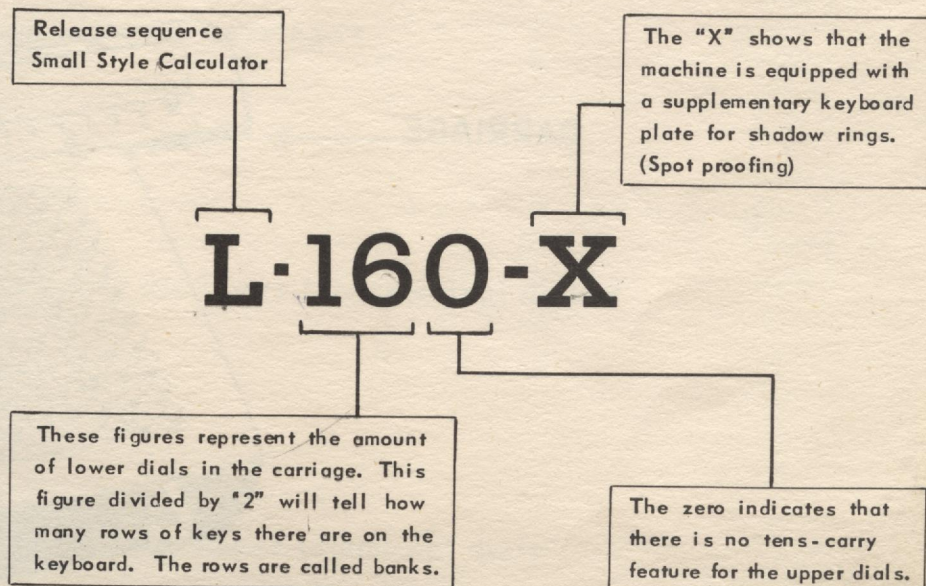 Release sequence
Small Style Calculator
The "X" shows that the
machine is equipped with
a supplementary keyboard
plate for shadow rings.
(Spot proofing)
L-160-X
These figures represent the amount
of lower dials in the carriage. This
figure divided by "2" will tell how
many rows of keys there are on the
keyboard. The rows are called banks.
The zero indicates that
there is no tens-carry
feature for the upper dials.